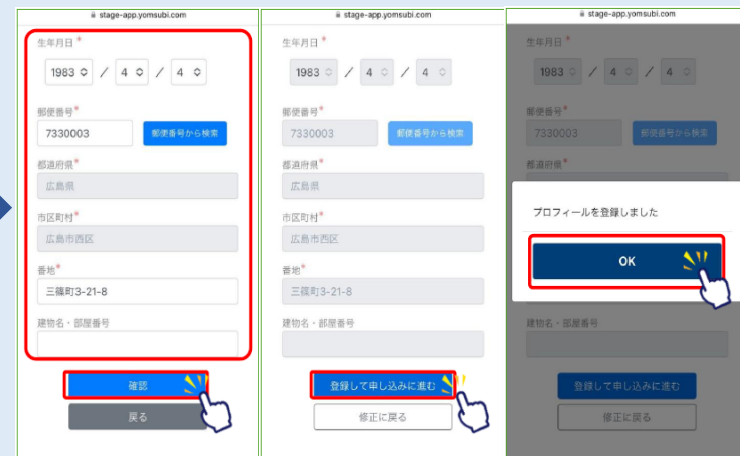 stage-app.yomsubi.com
生年月日 *
1983 / 4 / 4
郵便番号*
7330003 郵便番号から検索
都道府県*
広島県
市区町村*
広島市西区
番地*
三篠町3-21-8
建物名・部屋番号
確認
戻る
stage-app.yomsubi.com
生年月日 *
1983 / 4 / 4
郵便番号*
7330003 郵便番号から検索
都道府県*
広島県
市区町村*
広島市西区
番地*
三篠町3-21-8
建物名・部屋番号
登録して申し込みに進む
修正に戻る
stage-app.yomsubi.com
生年月日 *
1983 / 4 / 4
郵便番号*
7330003 郵便番号から検索
都道府県*
プロフィールを登録しました
OK
建物名・部屋番号
登録して申し込みに進む
修正に戻る